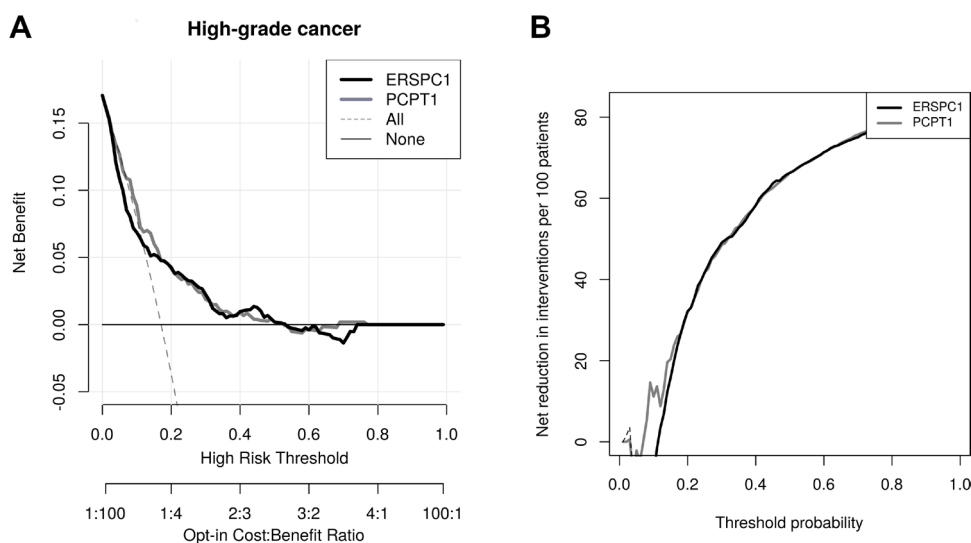 A
High-grade cancer
ERSPC1
PCPT1
All
None
Net Benefit
0.15
0.10
0.05
0.00
-0.05
0.0 0.2 0.4 0.6 0.8 1.0
High Risk Threshold
1:100 1:4 2:3 3:2 4:1 100:1
Opt-in Cost:Benefit Ratio
B
ERSPC1
PCPT1
Net reduction in interventions per 100 patients
80
60
40
20
0
0.0 0.2 0.4 0.6 0.8 1.0
Threshold probability